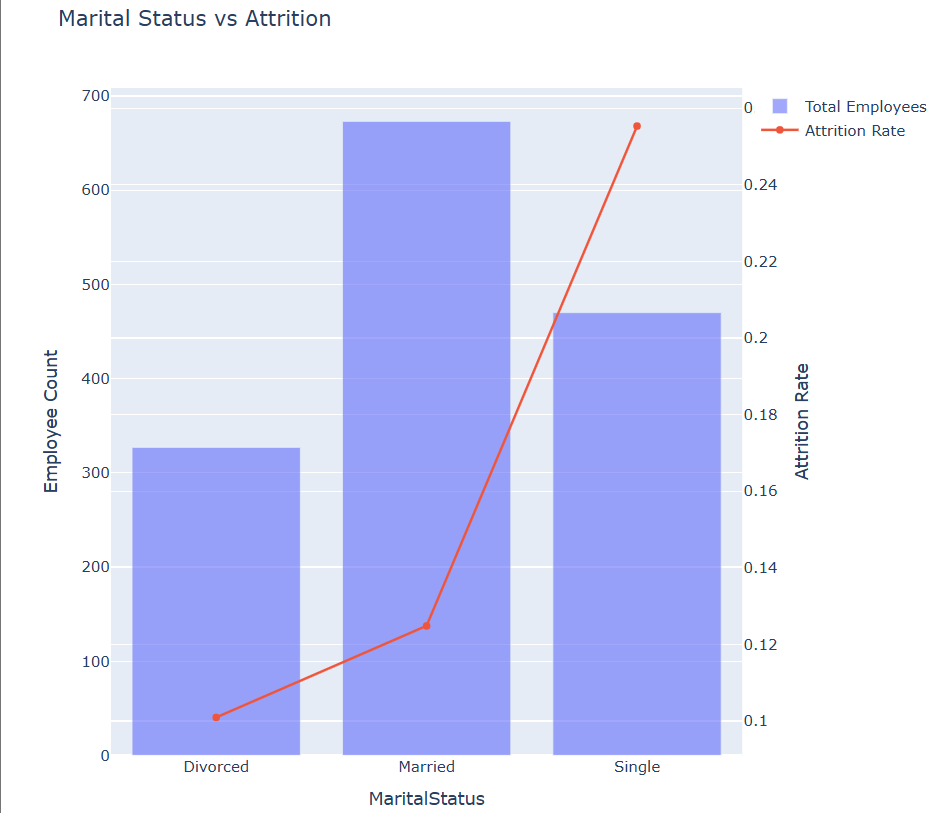 Marital Status vs Attrition
Total Employees
Attrition Rate
Employee Count
700
600
500
400
300
200
100
0
0
0.24
0.22
0.2
0.18
0.16
0.14
0.12
0.1
Attrition Rate
Divorced
Married
Single
MaritalStatus